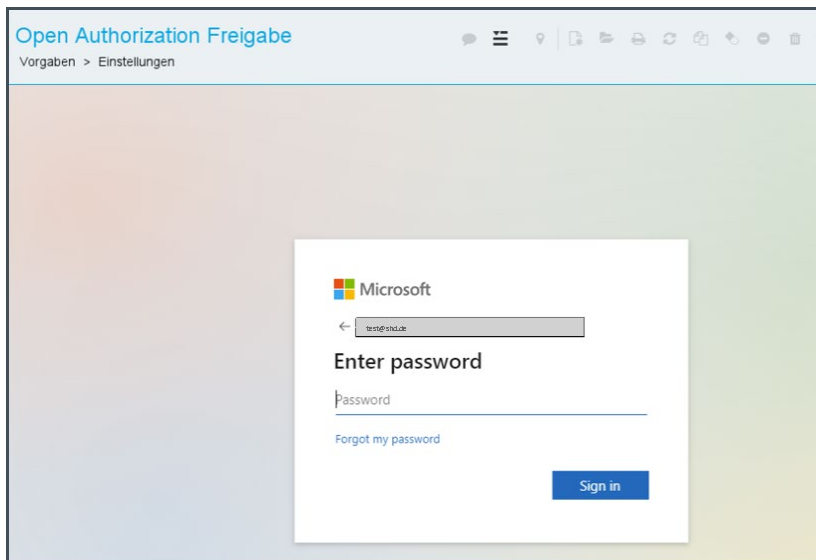 Open Authorization Freigabe
Vorgaben > Einstellungen
Microsoft
test@shd.de
Enter password
Password
Forgot my password
Sign in